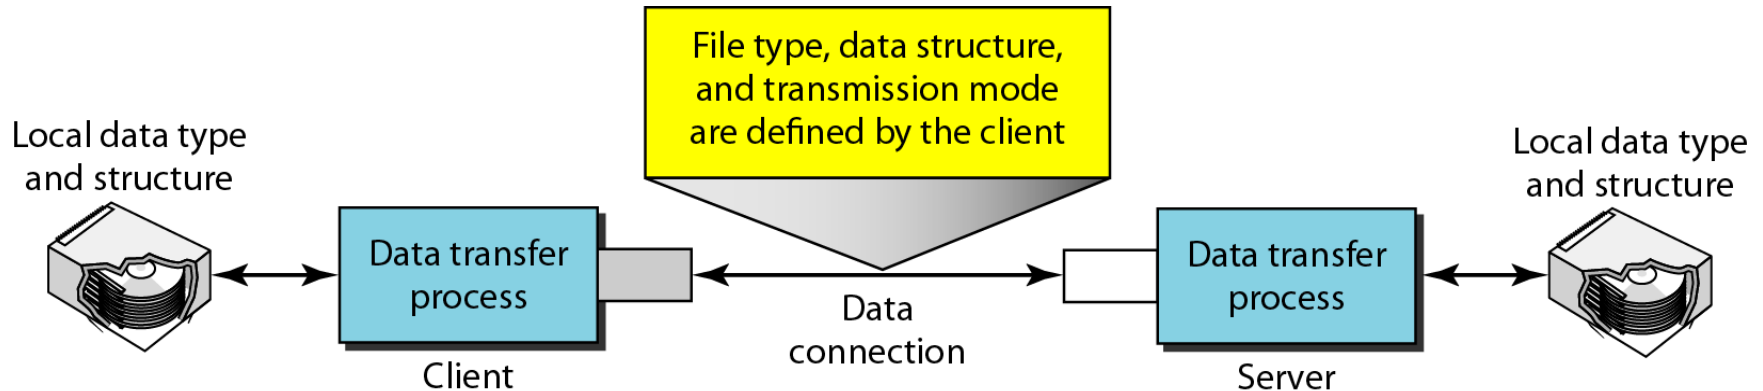 File type, data structure,
and transmission mode
are defined by the client
Local data type
and structure
Local data type
and structure
Data transfer
process
Data transfer
process
Data
connection
Client
Server